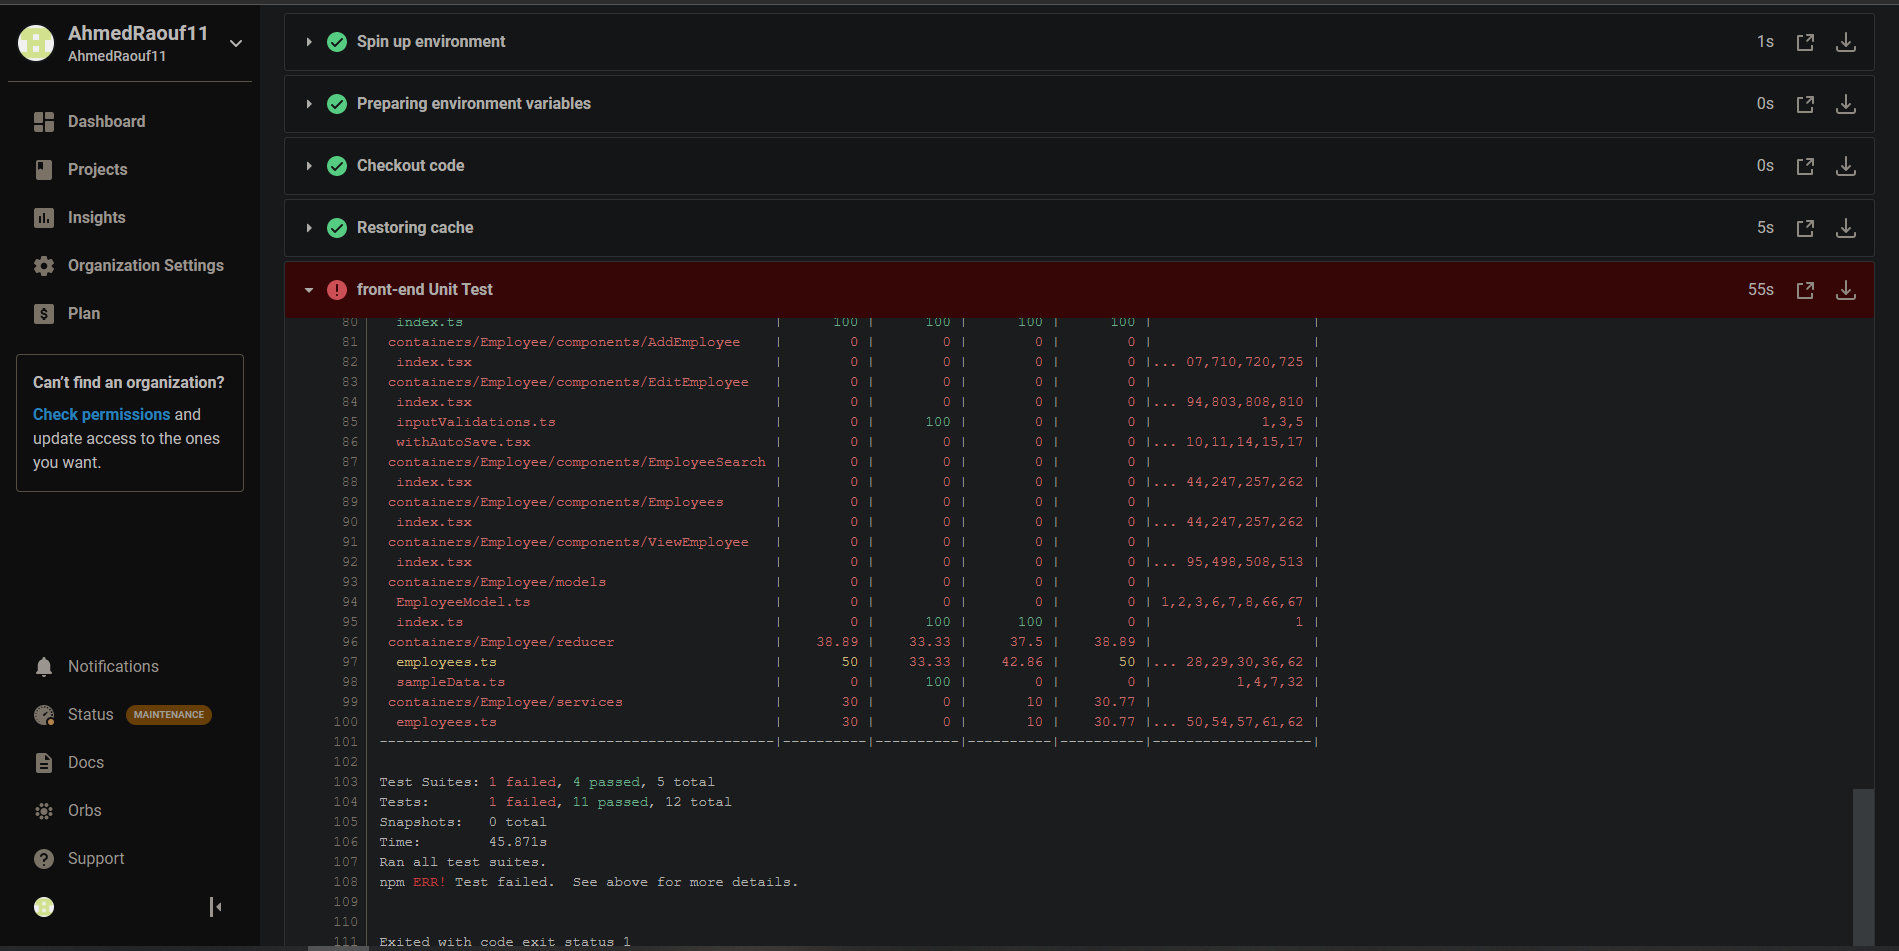 AhmedRaouf11
AhmedRaouf11
Dashboard
Projects
Insights
Organization Settings
Plan
Can't find an organization?
Check permissions and
update access to the ones
you want.
Notifications
Status MAINTENANCE
Docs
Orbs
Support
Spin up environment 1s
Preparing environment variables 0s
Checkout code 0s
Restoring cache 5s
front-end Unit Test 55s
80 index.ts | 100 | 100 | 100 | 100 | |
81 containers/Employee/components/AddEmployee | 0 | 0 | 0 | 0 | |
82 index.tsx | 0 | 0 | 0 | 0 |... 07,710,720,725 |
83 containers/Employee/components/EditEmployee | 0 | 0 | 0 | 0 | |
84 index.tsx | 0 | 0 | 0 | 0 |... 94,803,808,810 |
85 inputValidations.ts | 0 | 100 | 0 | 0 | 1,3,5 |
86 withAutoSave.tsx | 0 | 0 | 0 | 0 |... 10,11,14,15,17 |
87 containers/Employee/components/EmployeeSearch | 0 | 0 | 0 | 0 | |
88 index.tsx | 0 | 0 | 0 | 0 |... 44,247,257,262 |
89 containers/Employee/components/Employees | 0 | 0 | 0 | 0 | |
90 index.tsx | 0 | 0 | 0 | 0 |... 44,247,257,262 |
91 containers/Employee/components/ViewEmployee | 0 | 0 | 0 | 0 | |
92 index.tsx | 0 | 0 | 0 | 0 |... 95,498,508,513 |
93 containers/Employee/models | 0 | 0 | 0 | 0 | |
94 EmployeeModel.ts | 0 | 0 | 0 | 0 | 1,2,3,6,7,8,66,67 |
95 index.ts | 0 | 100 | 100 | 0 | 1 |
96 containers/Employee/reducer | 38.89 | 33.33 | 37.5 | 38.89 | |
97 employees.ts | 50 | 33.33 | 42.86 | 50 |... 28,29,30,36,62 |
98 sampleData.ts | 0 | 100 | 0 | 0 | 1,4,7,32 |
99 containers/Employee/services | 30 | 0 | 10 | 30.77 | |
100 employees.ts | 30 | 0 | 10 | 30.77 |... 50,54,57,61,62 |
101 -----------------------------------------------|----------|----------|----------|----------|-------------------|
102
103 Test Suites: 1 failed, 4 passed, 5 total
104 Tests: 1 failed, 11 passed, 12 total
105 Snapshots: 0 total
106 Time: 45.871s
107 Ran all test suites.
108 npm ERR! Test failed. See above for more details.
109
110
111 Exited with code exit status 1